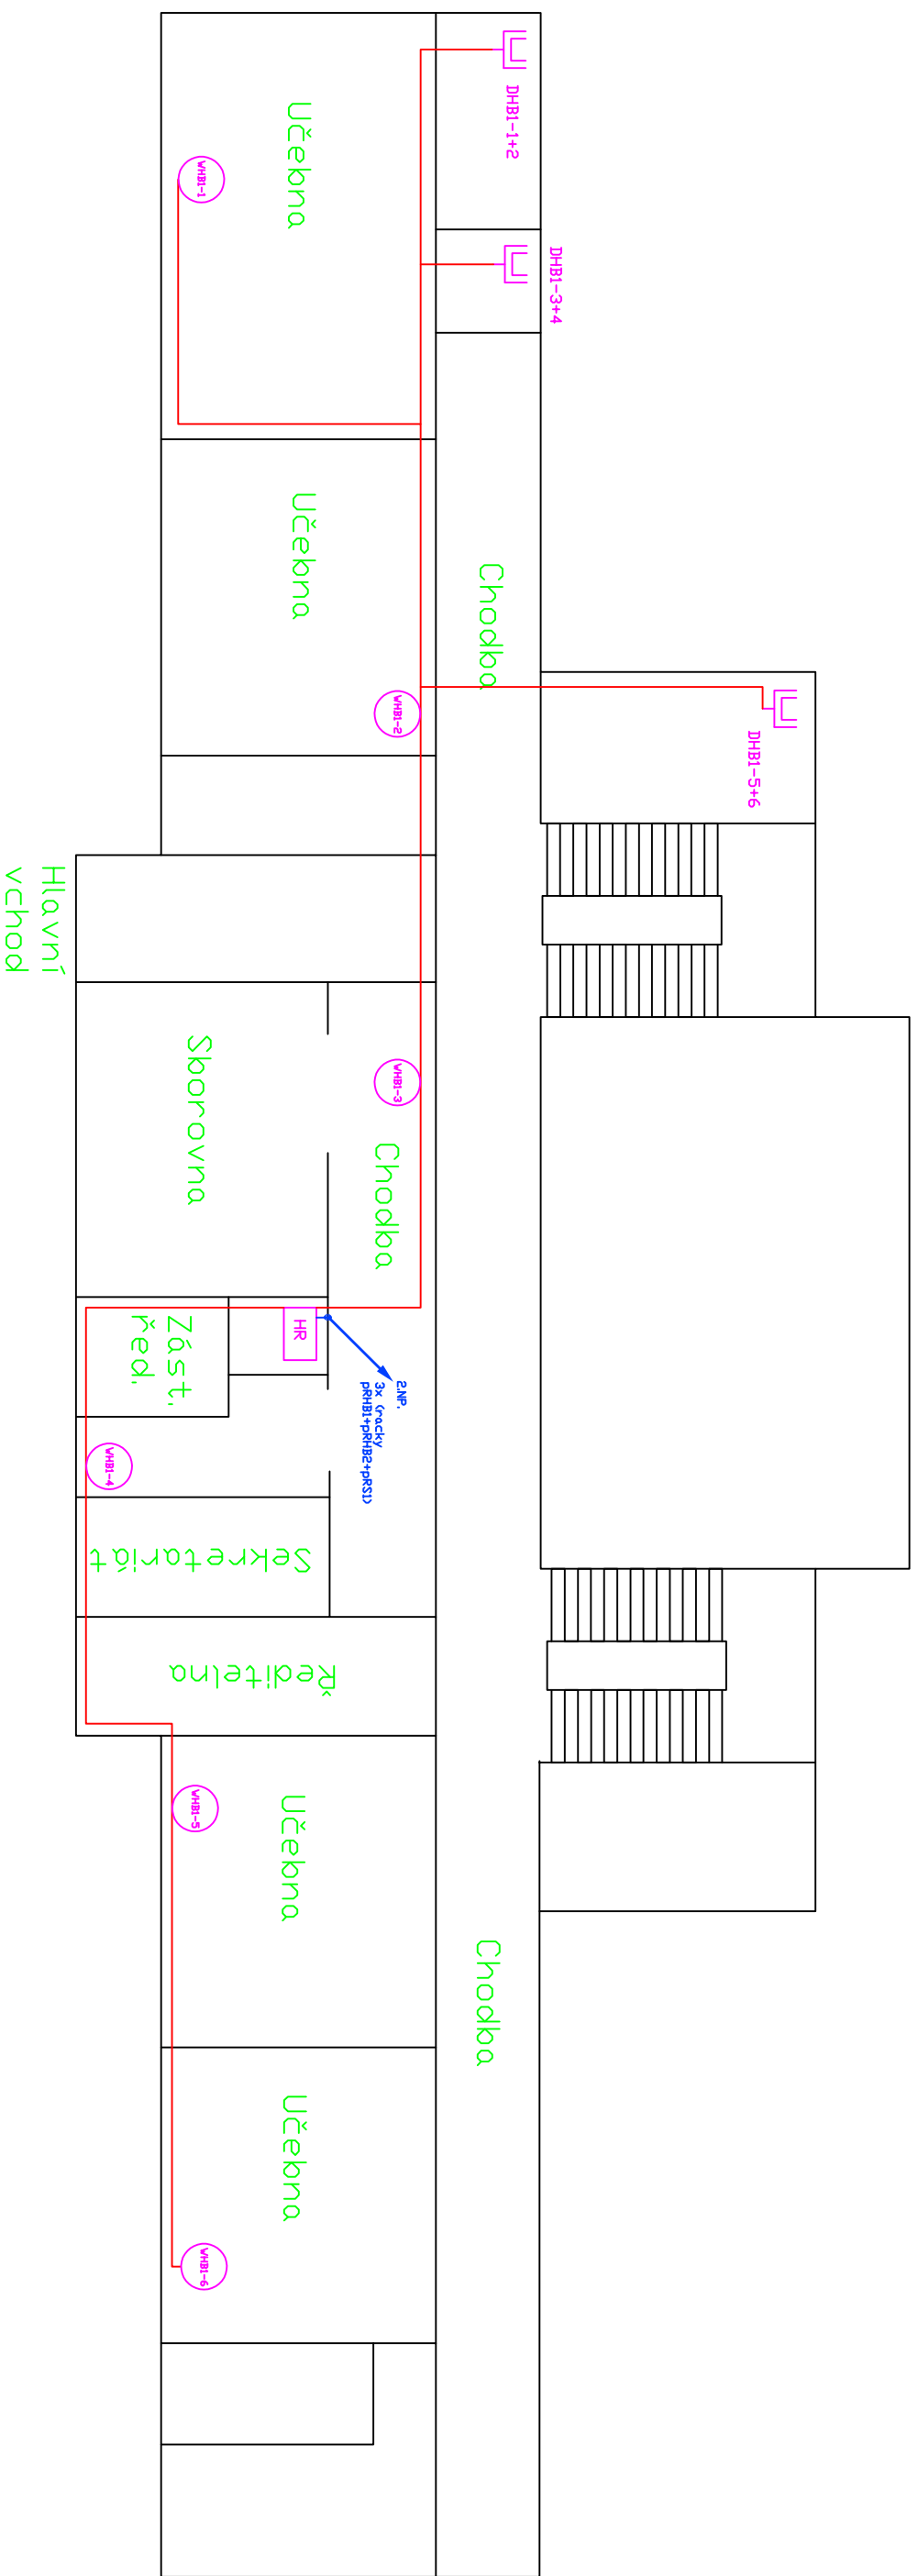 DHB1-1+2
DHB1-3+4
Učebna
WHB1-1
Učebna
Chodba
WHB1-2
DHB1-5+6
Hlavní
vchod
Sborovna
WHB1-3
Chodba
HR
Zást.
řed.
2.NP.
3x (racky
pRHB1+pRHB2+pRS1)
WHB1-4
Sekretariát
Ředitelna
WHB1-5
Učebna
Chodba
Učebna
WHB1-6